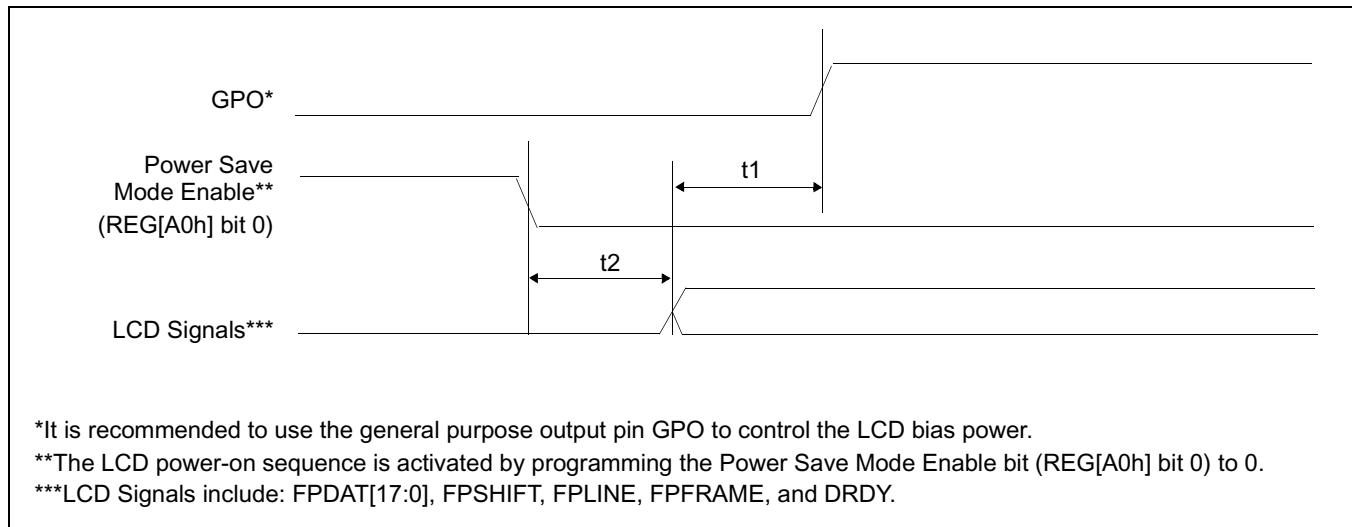 GPO*
Power Save
Mode Enable**
(REG[A0h] bit 0)
t1
t2
LCD Signals***
*It is recommended to use the general purpose output pin GPO to control the LCD bias power.
**The LCD power-on sequence is activated by programming the Power Save Mode Enable bit (REG[A0h] bit 0) to 0.
***LCD Signals include: FPDAT[17:0], FPSHIFT, FPLINE, FPFRAME, and DRDY.